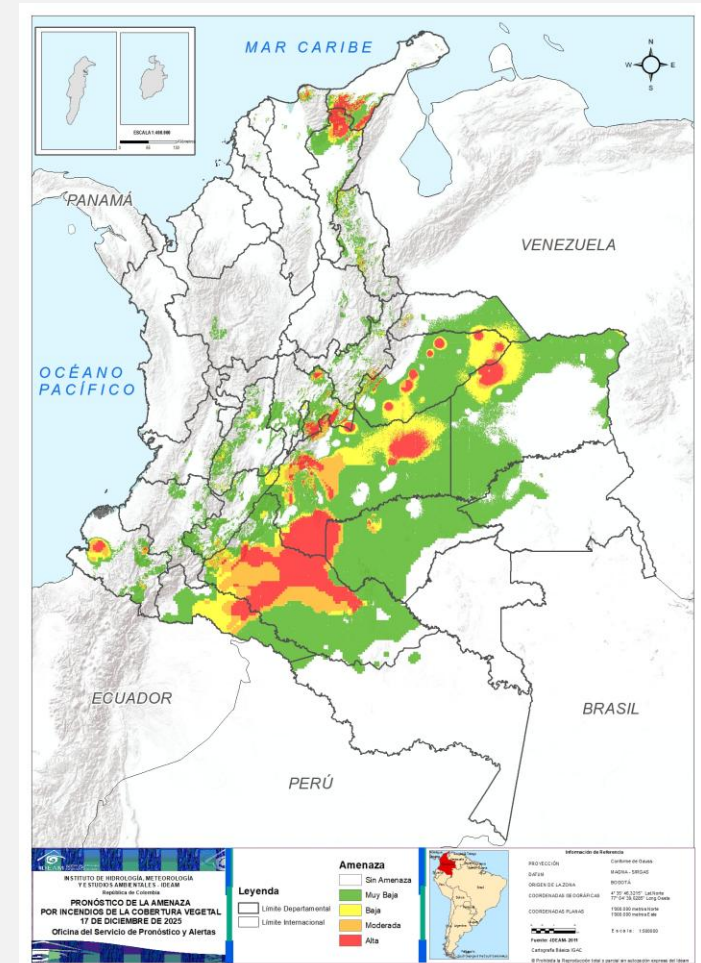 MAR CARIBE
N
W
E
S
PANAMÁ
VENEZUELA
OCÉANO
PACÍFICO
ECUADOR
BRASIL
PERÚ
INSTITUTO DE HIDROLOGÍA, METEOROLOGÍA
Y ESTUDIOS AMBIENTALES - IDEAM
República de Colombia
PRONÓSTICO DE LA AMENAZA
POR INCENDIOS DE LA COBERTURA VEGETAL
17 DE DICIEMBRE DE 2025
Oficina del Servicio de Pronóstico y Alertas
Leyenda
Límite Departamental
Límite Internacional
Amenaza
Sin Amenaza
Muy Baja
Baja
Moderada
Alta
Información de Referencia
PROYECCIÓN
Conforme de Gauss
DATUM
MAGNA - SIRGAS
ORIGEN DE LA ZONA
BOGOTÁ
COORDENADAS GEOGRÁFICAS
COORDENADAS PLANAS
Fuente: IDEAM, 2019
Cartografía Básica: IGAC